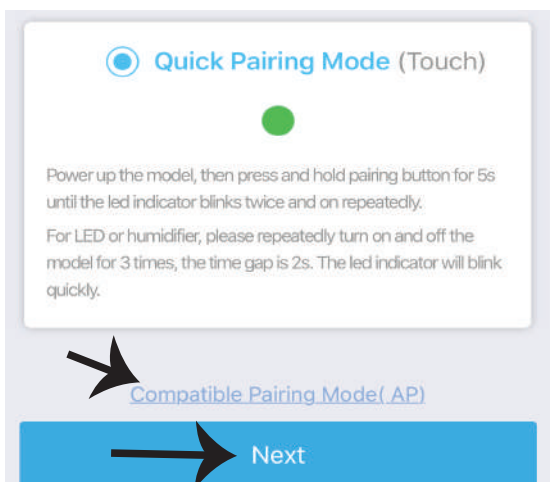 Quick Pairing Mode (Touch)
Power up the model, then press and hold pairing button for 5s
until the led indicator blinks twice and on repeatedly.
For LED or humidifier, please repeatedly turn on and off the
model for 3 times, the time gap is 2s. The led indicator will blink
quickly.
Compatible Pairing Mode( AP)
Next